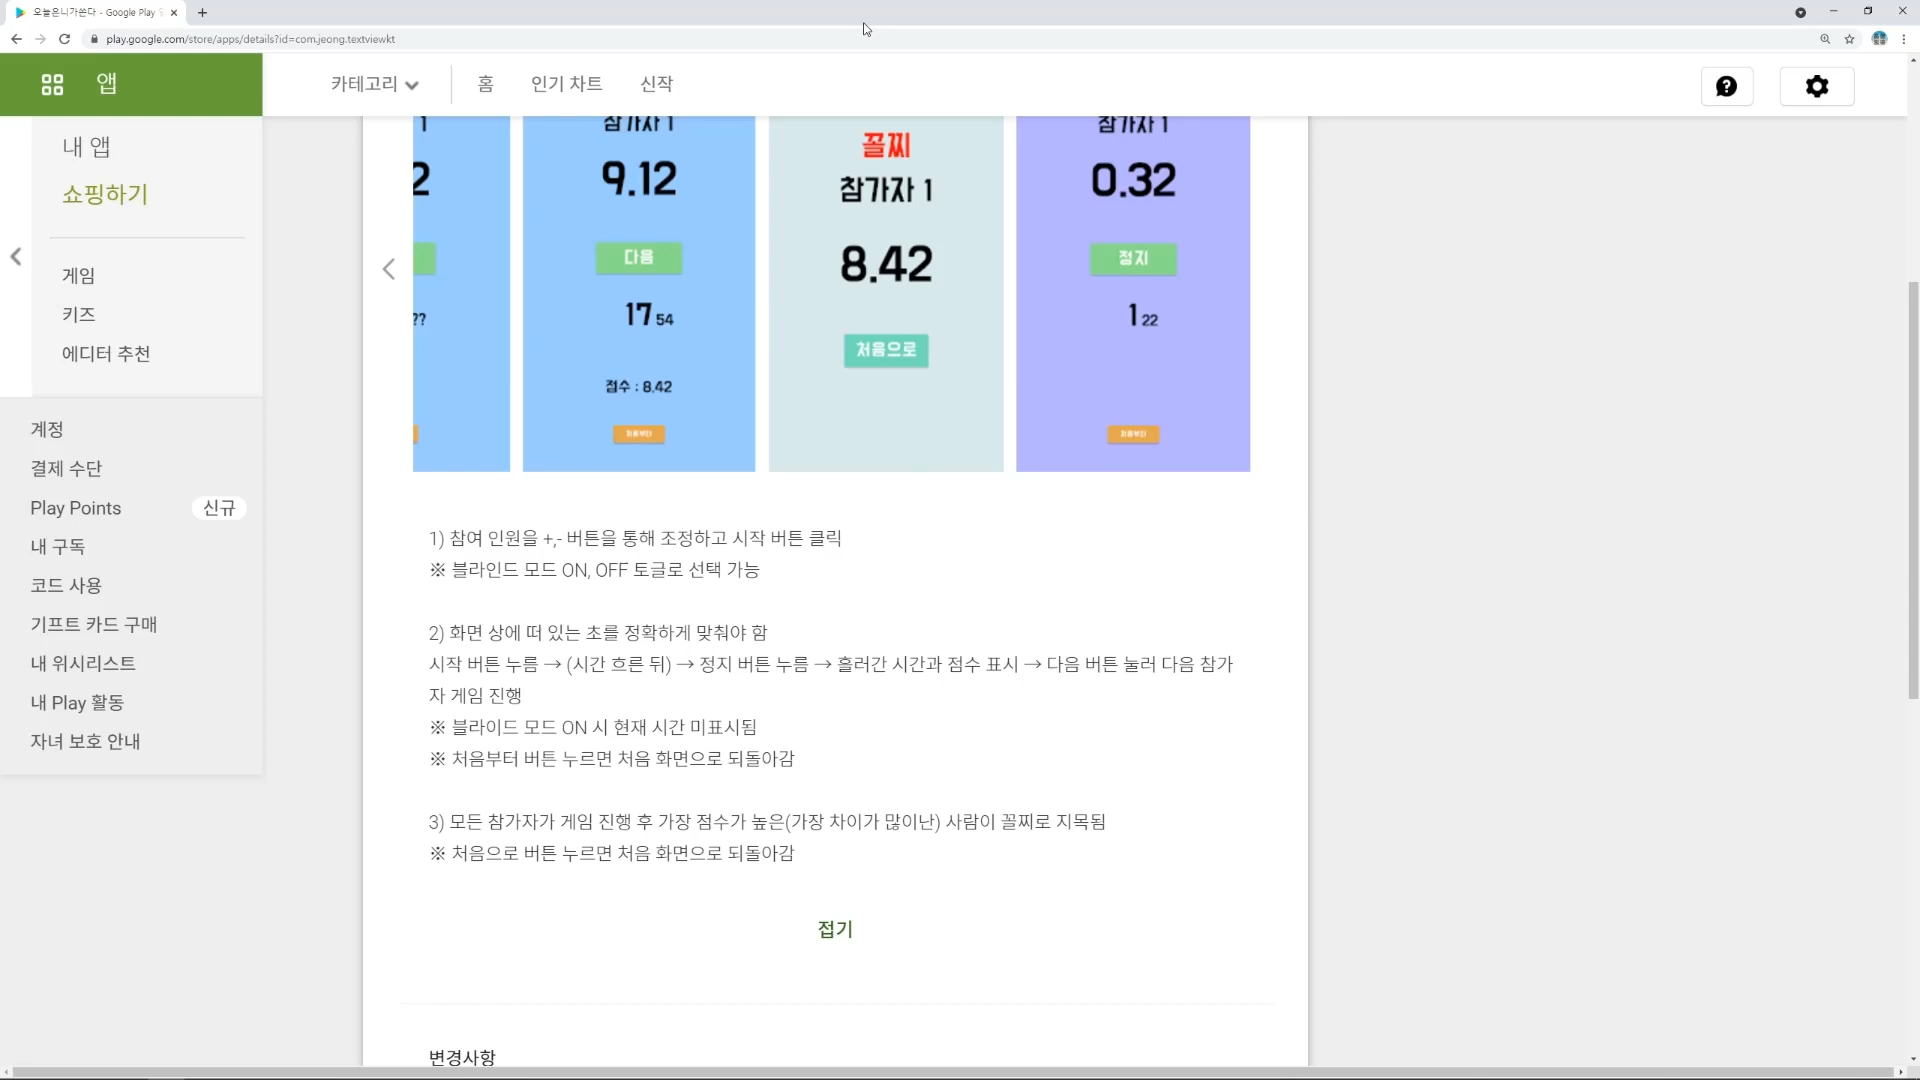 오늘은니가쏜다 - Google Play
play.google.com/store/apps/details?id=com.jeong.textviewkt
앱
카테고리
홈
인기 차트
신작
내 앱
쇼핑하기
게임
키즈
에디터 추천
계정
결제 수단
Play Points
신규
내 구독
코드 사용
기프트 카드 구매
내 위시리스트
내 Play 활동
자녀 보호 안내
1
2
??
참가자 1
9.12
다음
17 54
점수 : 8.42
처음부터
꼴찌
참가자 1
8.42
처음으로
참가자 1
0.32
정지
1 22
처음부터
1) 참여 인원을 +,- 버튼을 통해 조정하고 시작 버튼 클릭
※ 블라인드 모드 ON, OFF 토글로 선택 가능
2) 화면 상에 떠 있는 초를 정확하게 맞춰야 함
시작 버튼 누름 → (시간 흐른 뒤) → 정지 버튼 누름 → 흘러간 시간과 점수 표시 → 다음 버튼 눌러 다음 참가
자 게임 진행
※ 블라이드 모드 ON 시 현재 시간 미표시됨
※ 처음부터 버튼 누르면 처음 화면으로 되돌아감
3) 모든 참가자가 게임 진행 후 가장 점수가 높은(가장 차이가 많이난) 사람이 꼴찌로 지목됨
※ 처음으로 버튼 누르면 처음 화면으로 되돌아감
접기
변경사항